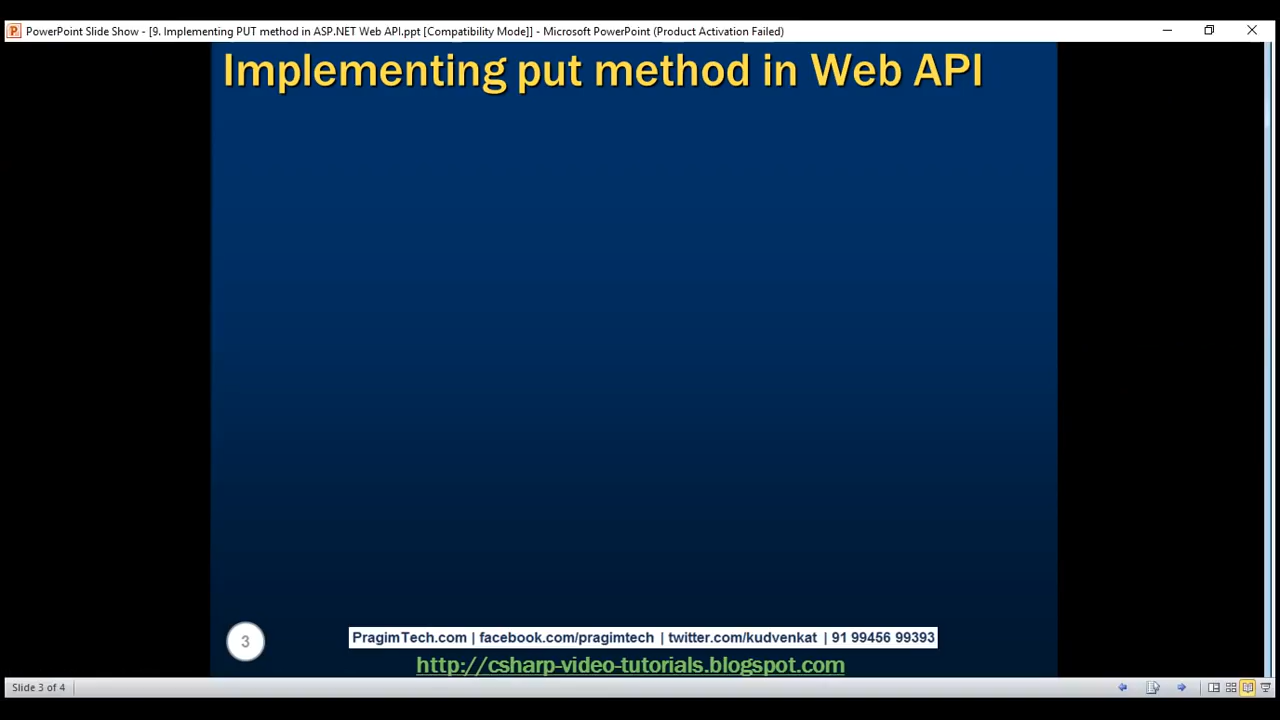 PowerPoint Slide Show - [9. Implementing PUT method in ASP.NET Web API.ppt [Compatibility Mode]] - Microsoft PowerPoint (Product Activation Failed)
Implementing put method in Web API
3
PragimTech.com | facebook.com/pragimtech | twitter.com/kudvenkat | 91 99456 99393
http://csharp-video-tutorials.blogspot.com
Slide 3 of 4